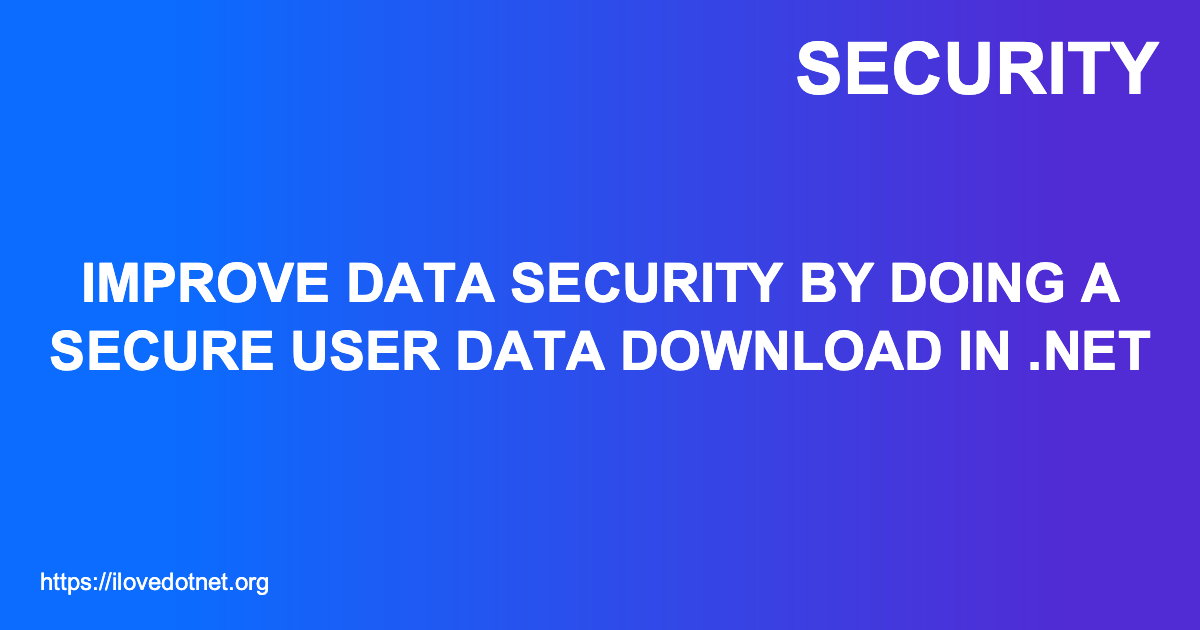 SECURITY
IMPROVE DATA SECURITY BY DOING A
SECURE USER DATA DOWNLOAD IN .NET
https://ilovedotnet.org